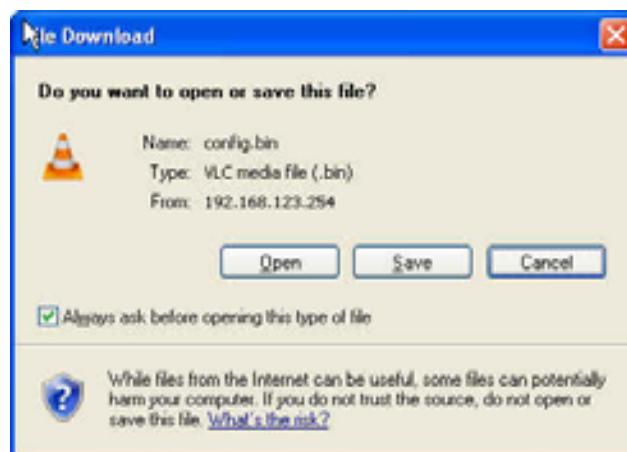 File Download
Do you want to open or save this file?
Name: config.bin
Type: VLC media file (.bin)
From: 192.168.123.254
Open Save Cancel
Always ask before opening this type of file
While files from the Internet can be useful, some files can potentially
harm your computer. If you do not trust the source, do not open or
save this file. What's the risk?